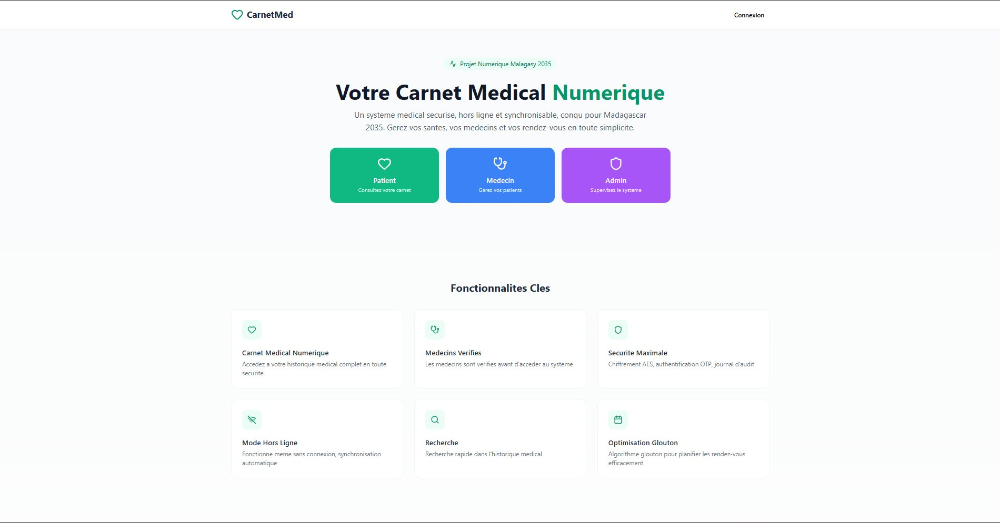 CarnetMed
Connexion
Projet Numerique Malagasy 2035
Votre Carnet Medical Numerique
Un systeme medical securise, hors ligne et synchronisable, conqu pour Madagascar
2035. Gerez vos santes, vos medecins et vos rendez-vous en toute simplicite.
Patient
Consultez votre carnet
Medecin
Gerez vos patients
Admin
Supervisez le systeme
Fonctionnalites Cles
Carnet Medical Numerique
Accedez a votre historique medical complet en toute
securite
Medecins Verifies
Les medecins sont verifies avant d'acceder au systeme
Securite Maximale
Chiffrement AES, authentification OTP, journal d'audit
Mode Hors Ligne
Fonctionne meme sans connexion, synchronisation
automatique
Recherche
Recherche rapide dans l'historique medical
Optimisation Glouton
Algorithme glouton pour planifier les rendez-vous
efficacement